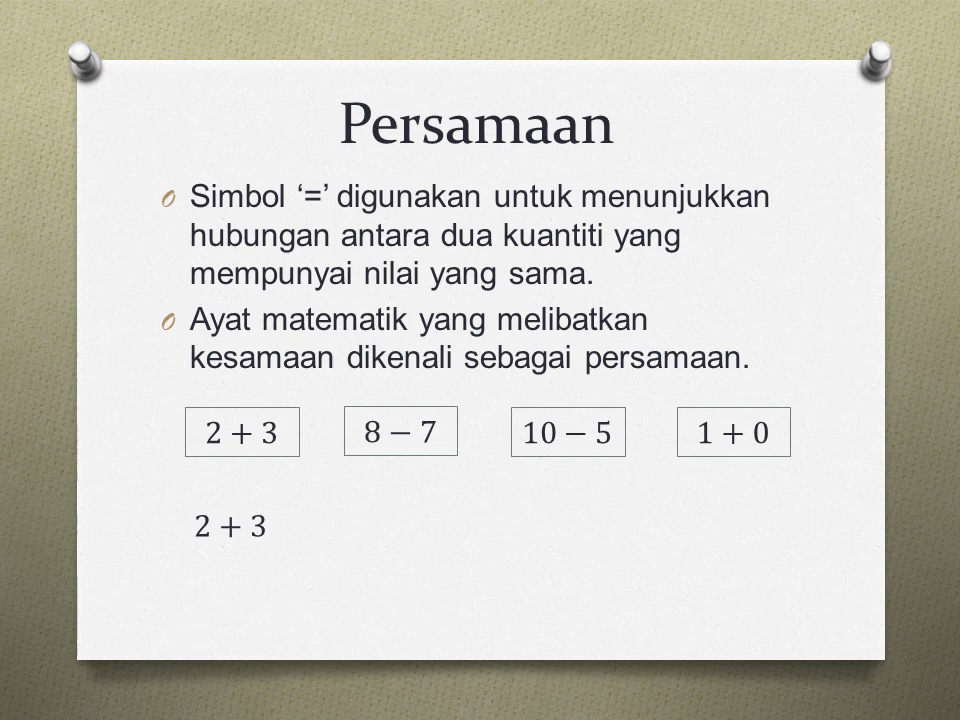 Persamaan
Simbol ‘=’ digunakan untuk menunjukkan
hubungan antara dua kuantiti yang
mempunyai nilai yang sama.
Ayat matematik yang melibatkan
kesamaan dikenali sebagai persamaan.
2 + 3 8 − 7 10 − 5 1 + 0
2 + 3